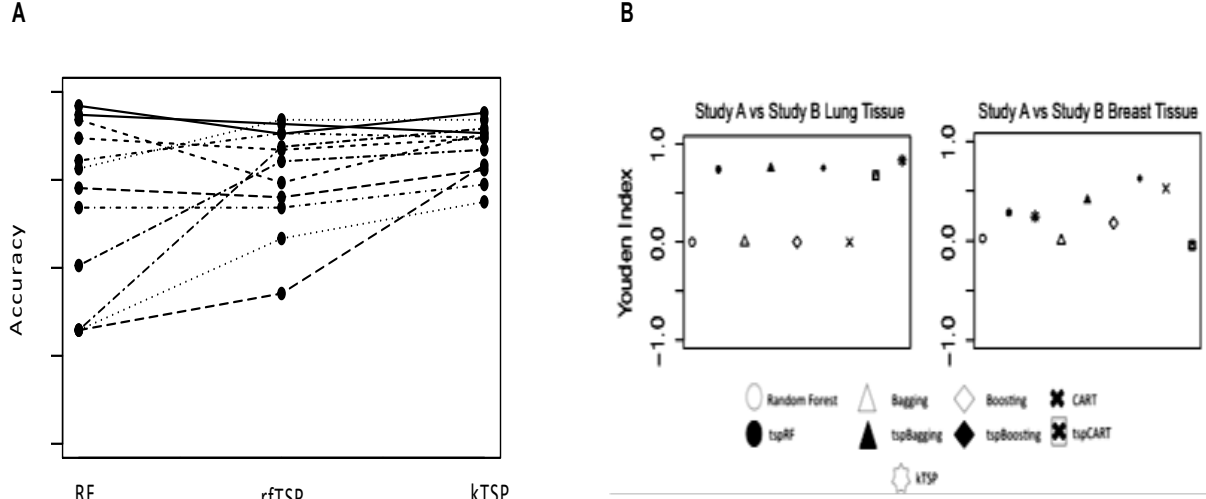 A
Accuracy
RF
rfTSP
kTSP
B
Study A vs Study B Lung Tissue
Study A vs Study B Breast Tissue
Youden Index
1.0
0.0
−1.0
1.0
0.0
−1.0
Random Forest
Bagging
Boosting
CART
tspRF
tspBagging
tspBoosting
tspCART
kTSP